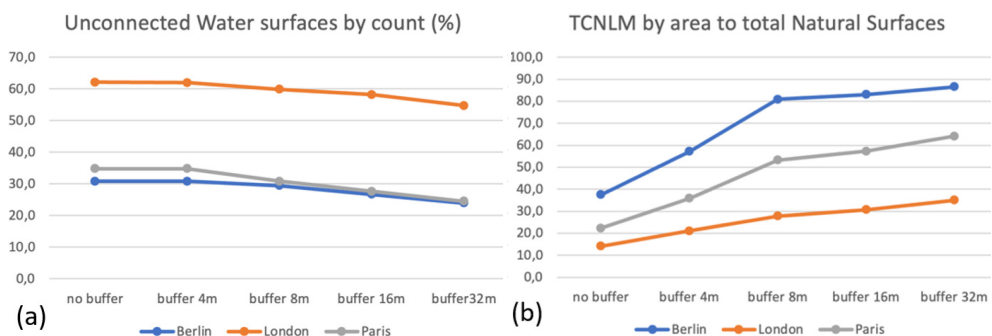 Unconnected Water surfaces by count (%)
70,0
60,0
50,0
40,0
30,0
20,0
10,0
0,0
no buffer buffer 4m buffer 8m buffer 16m buffer32m
(a)
Berlin London Paris
TCNLM by area to total Natural Surfaces
100,0
90,0
80,0
70,0
60,0
50,0
40,0
30,0
20,0
10,0
0,0
no buffer buffer 4m buffer 8m buffer 16m buffer 32m
(b)
Berlin London Paris